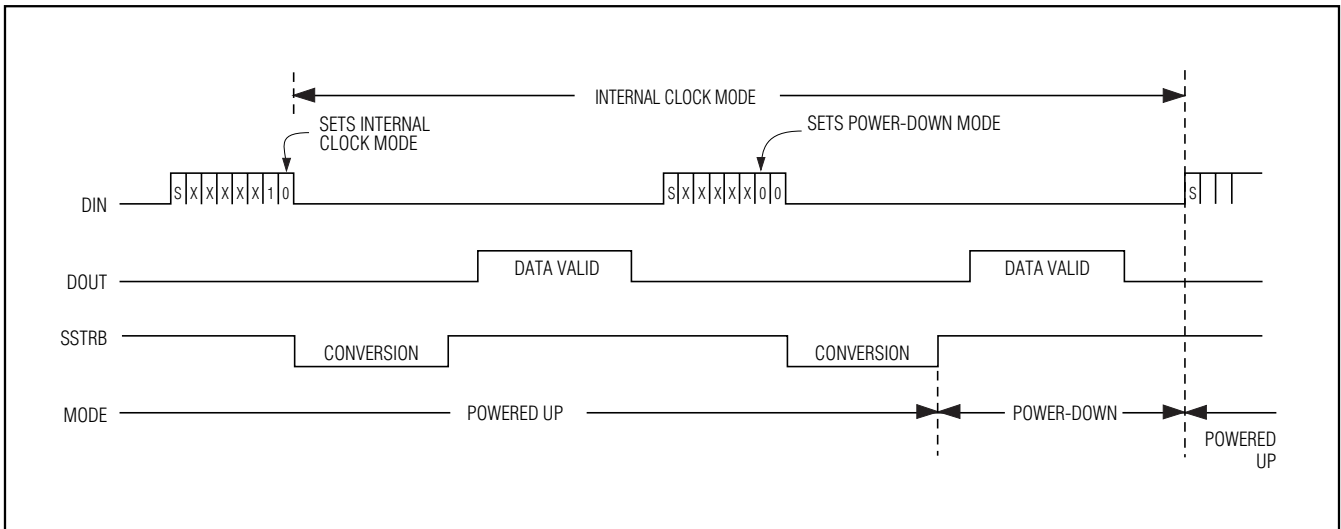 INTERNAL CLOCK MODE
SETS INTERNAL
CLOCK MODE
SETS POWER-DOWN MODE
DIN
S X X X X X 1 0
S X X X X X 0 0
S
DOUT
DATA VALID
DATA VALID
SSTRB
CONVERSION
CONVERSION
MODE
POWERED UP
POWER-DOWN
POWERED
UP